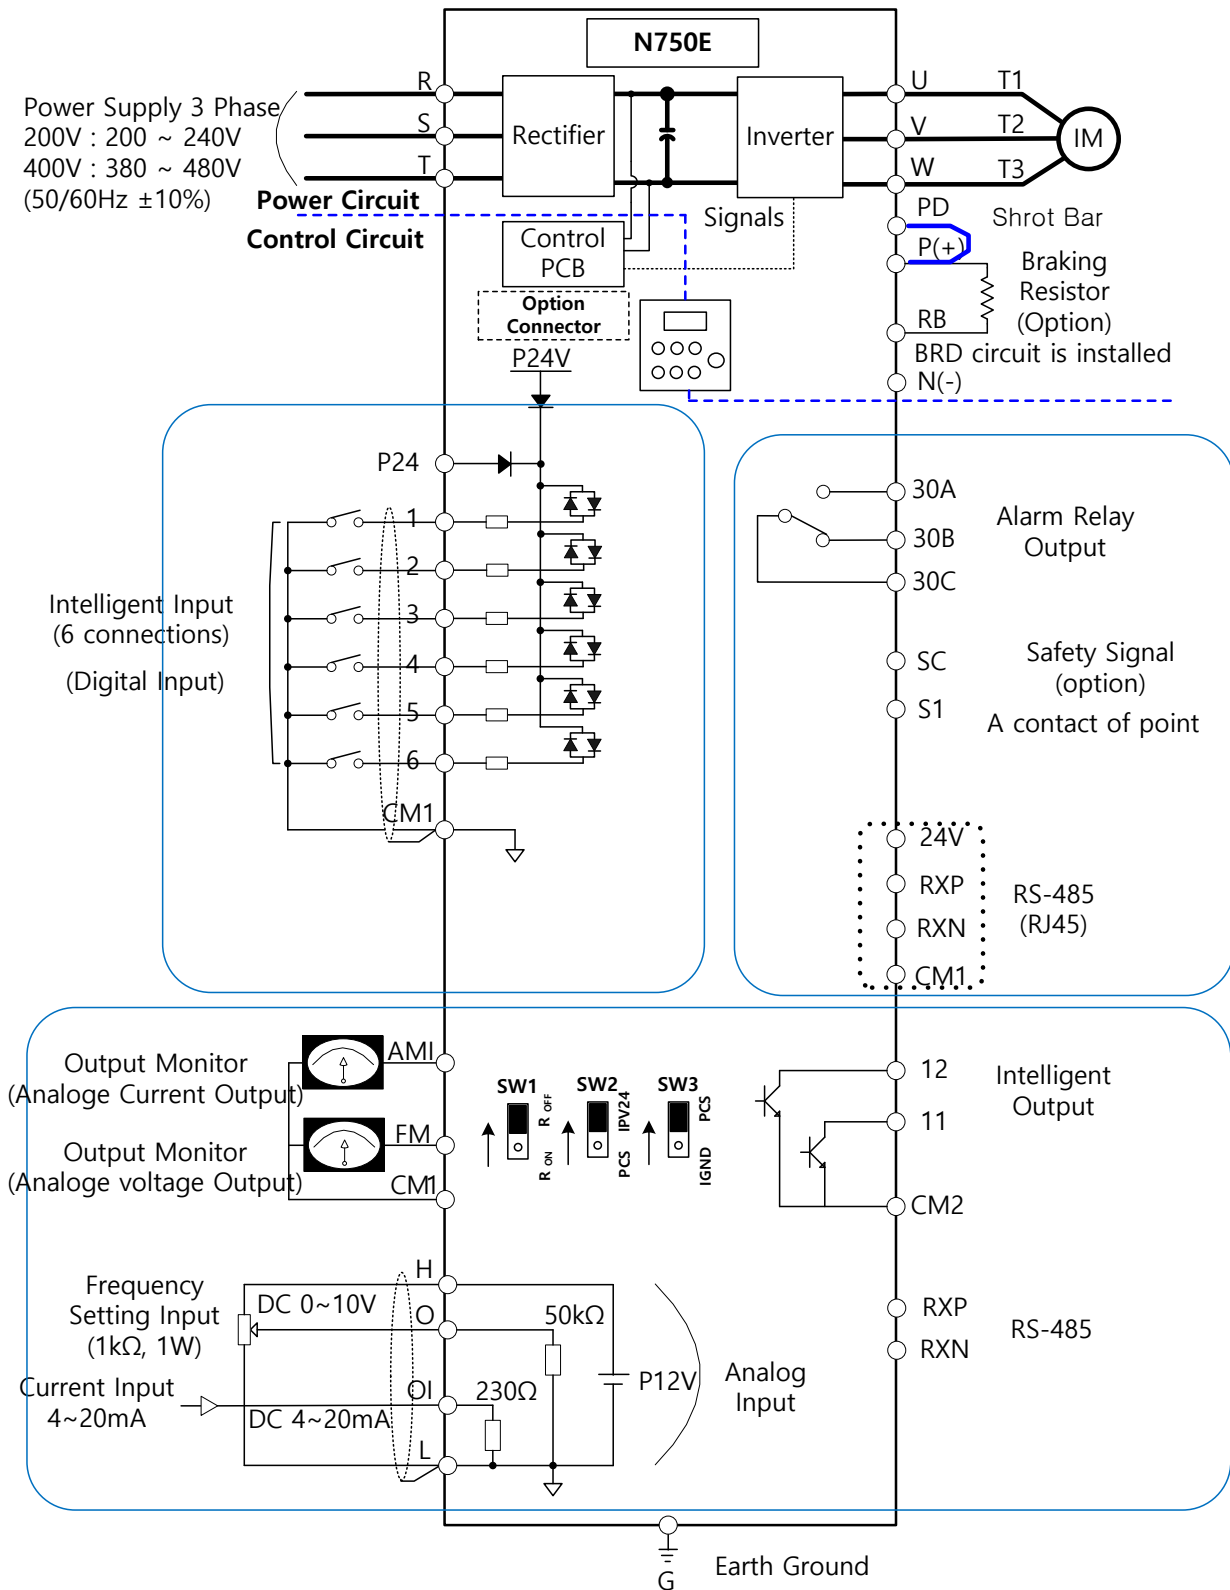 N750E
R
S
T
Power Supply 3 Phase
200V : 200 ~ 240V
400V : 380 ~ 480V
(50/60Hz ±10%)
Rectifier
Inverter
U
V
W
T1
T2
T3
IM
Power Circuit
Control Circuit
Control
PCB
Signals
PD
P(+)
Shrot Bar
Braking
Resistor
(Option)
RB
BRD circuit is installed
N(-)
Option
Connector
P24V
P24
1
2
3
4
5
6
CM1
Intelligent Input
(6 connections)
(Digital Input)
30A
30B
30C
Alarm Relay
Output
SC
S1
Safety Signal
(option)
A contact of point
24V
RXP
RXN
CM1
RS-485
(RJ45)
Output Monitor
(Analoge Current Output)
AMI
Output Monitor
(Analoge voltage Output)
FM
CM1
SW1
R OFF
R ON
SW2
IPV24
PCS
SW3
PCS
IGND
12
11
CM2
Intelligent
Output
Frequency
Setting Input
(1kΩ, 1W)
DC 0~10V
H
O
50kΩ
Current Input
4~20mA
DC 4~20mA
OI
230Ω
L
P12V
Analog
Input
RXP
RXN
RS-485
G
Earth Ground